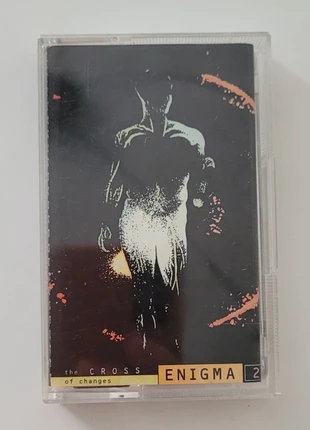 the CROSS
of changes
ENIGMA 2